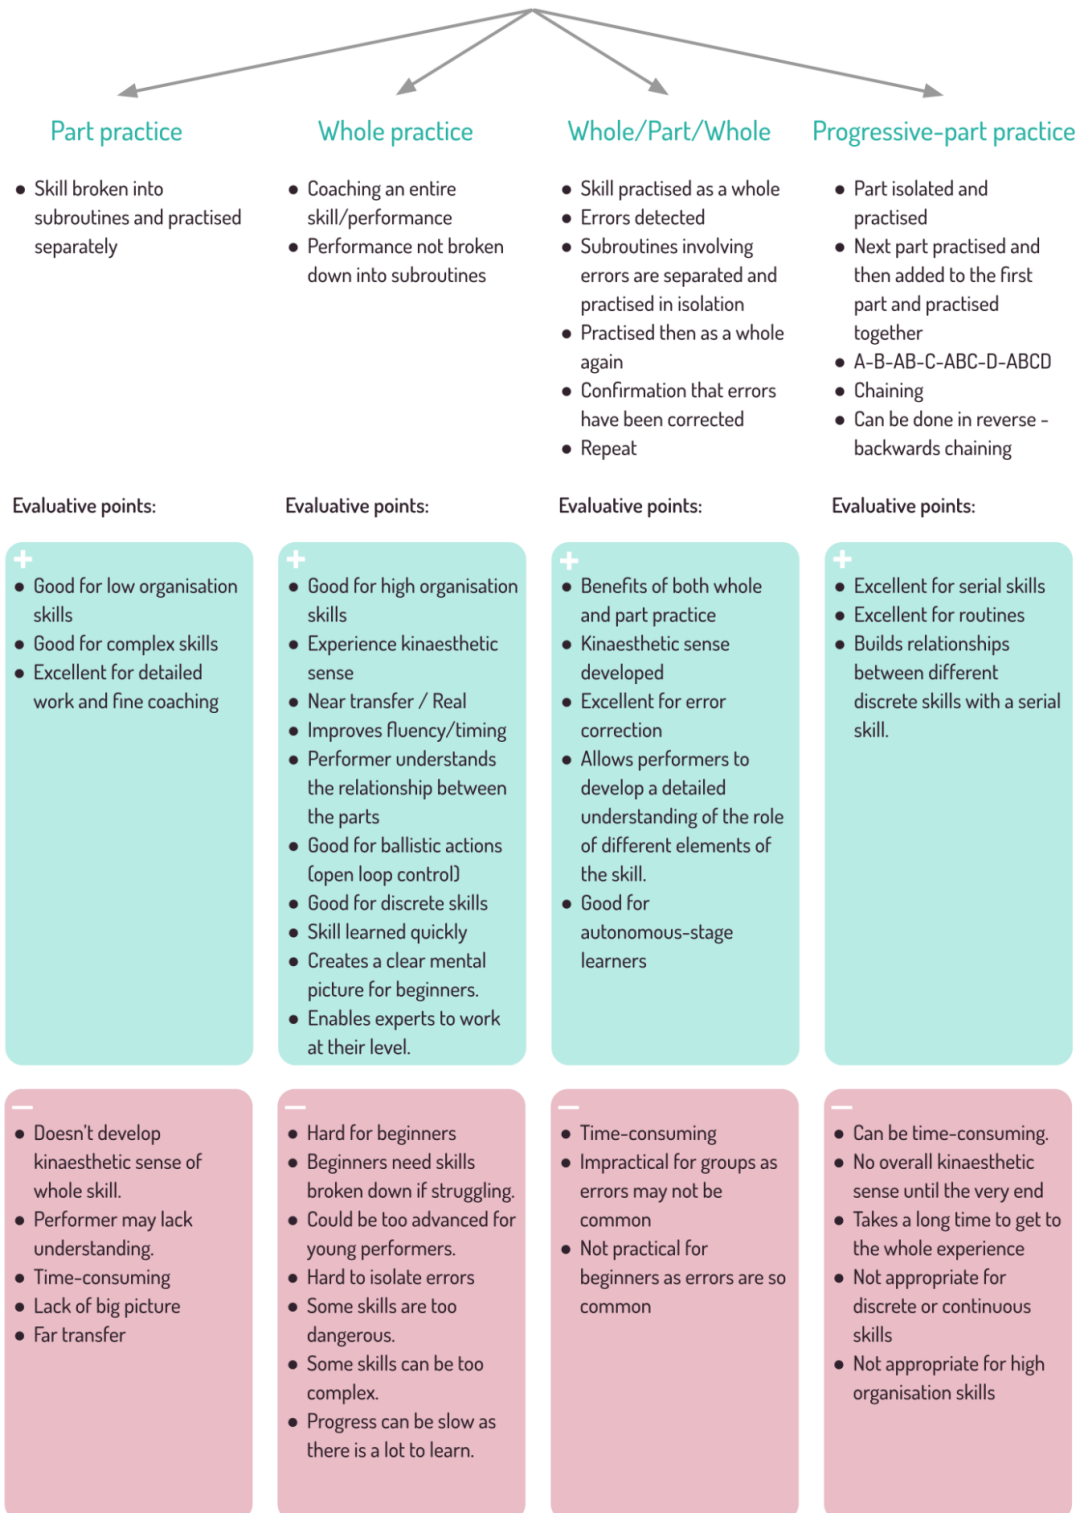 Part practice
● Skill broken into
subroutines and practised
separately
Whole practice
● Coaching an entire
skill/performance
● Performance not broken
down into subroutines
Whole/Part/Whole
● Skill practised as a whole
● Errors detected
● Subroutines involving
errors are separated and
practised in isolation
● Practised then as a whole
again
● Confirmation that errors
have been corrected
● Repeat
Progressive-part practice
● Part isolated and
practised
● Next part practised and
then added to the first
part and practised
together
● A-B-AB-C-ABC-D-ABCD
● Chaining
● Can be done in reverse -
backwards chaining
Evaluative points:
Evaluative points:
Evaluative points:
Evaluative points:
+
● Good for low organisation
skills
● Good for complex skills
● Excellent for detailed
work and fine coaching
+
● Good for high organisation
skills
● Experience kinaesthetic
sense
● Near transfer / Real
● Improves fluency/timing
● Performer understands
the relationship between
the parts
● Good for ballistic actions
(open loop control)
● Good for discrete skills
● Skill learned quickly
● Creates a clear mental
picture for beginners.
● Enables experts to work
at their level.
+
● Benefits of both whole
and part practice
● Kinaesthetic sense
developed
● Excellent for error
correction
● Allows performers to
develop a detailed
understanding of the role
of different elements of
the skill.
● Good for
autonomous-stage
learners
+
● Excellent for serial skills
● Excellent for routines
● Builds relationships
between different
discrete skills with a serial
skill.
—
● Doesn't develop
kinaesthetic sense of
whole skill.
● Performer may lack
understanding.
● Time-consuming
● Lack of big picture
● Far transfer
—
● Hard for beginners
● Beginners need skills
broken down if struggling.
● Could be too advanced for
young performers.
● Hard to isolate errors
● Some skills are too
dangerous.
● Some skills can be too
complex.
● Progress can be slow as
there is a lot to learn.
—
● Time-consuming
● Impractical for groups as
errors may not be
common
● Not practical for
beginners as errors are so
common
—
● Can be time-consuming.
● No overall kinaesthetic
sense until the very end
● Takes a long time to get to
the whole experience
● Not appropriate for
discrete or continuous
skills
● Not appropriate for high
organisation skills